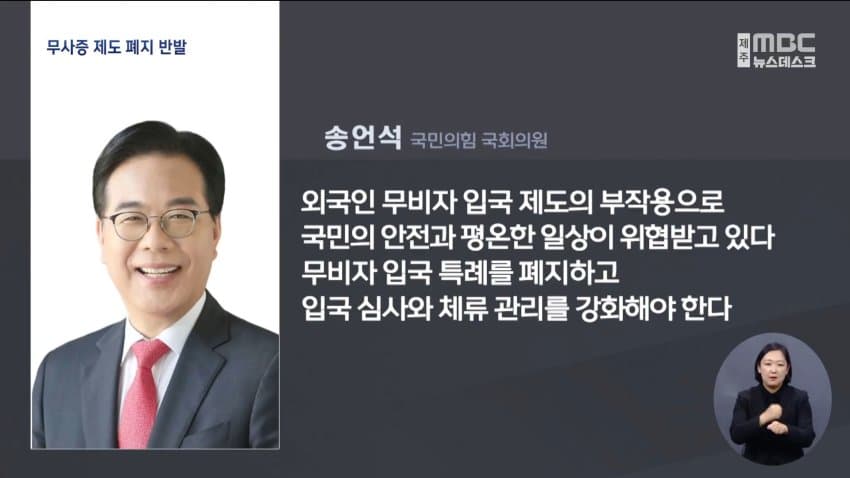 무사증 제도 폐지 반발
제주 MBC
뉴스데스크
송언석 국민의힘 국회의원
외국인 무비자 입국 제도의 부작용으로
국민의 안전과 평온한 일상이 위협받고 있다
무비자 입국 특례를 폐지하고
입국 심사와 체류 관리를 강화해야 한다